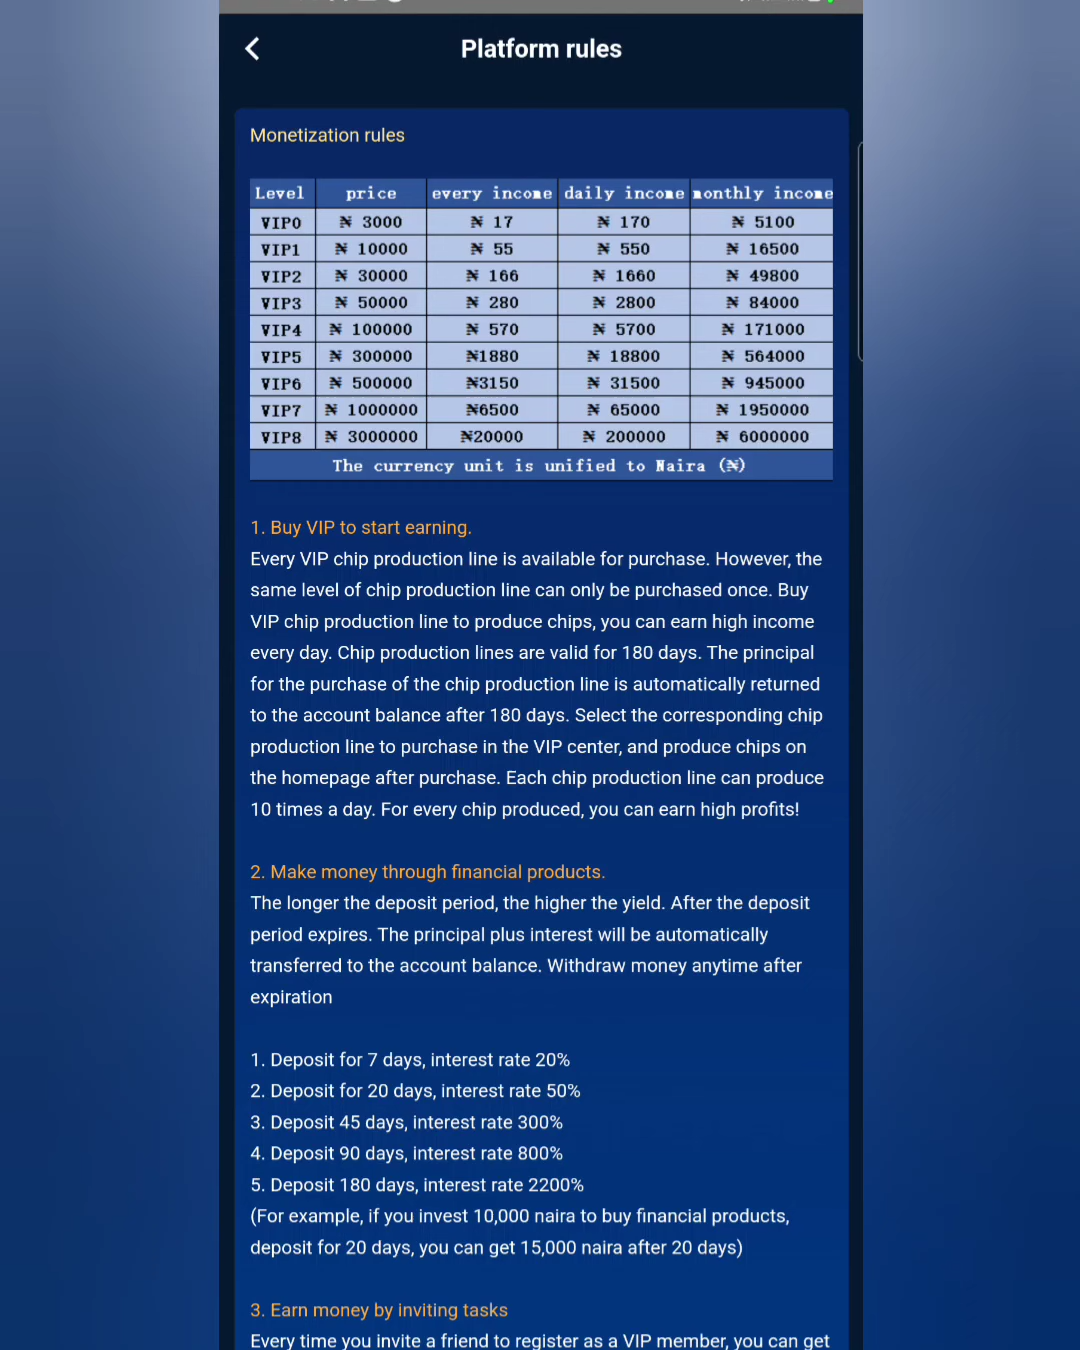 Platform rules
Monetization rules
Level price every income daily income monthly income
VIP0 ₦ 3000 ₦ 17 ₦ 170 ₦ 5100
VIP1 ₦ 10000 ₦ 55 ₦ 550 ₦ 16500
VIP2 ₦ 30000 ₦ 166 ₦ 1660 ₦ 49800
VIP3 ₦ 50000 ₦ 280 ₦ 2800 ₦ 84000
VIP4 ₦ 100000 ₦ 570 ₦ 5700 ₦ 171000
VIP5 ₦ 300000 ₦1880 ₦ 18800 ₦ 564000
VIP6 ₦ 500000 ₦3150 ₦ 31500 ₦ 945000
VIP7 ₦ 1000000 ₦6500 ₦ 65000 ₦ 1950000
VIP8 ₦ 3000000 ₦20000 ₦ 200000 ₦ 6000000
The currency unit is unified to Naira (₦)
1. Buy VIP to start earning.
Every VIP chip production line is available for purchase. However, the
same level of chip production line can only be purchased once. Buy
VIP chip production line to produce chips, you can earn high income
every day. Chip production lines are valid for 180 days. The principal
for the purchase of the chip production line is automatically returned
to the account balance after 180 days. Select the corresponding chip
production line to purchase in the VIP center, and produce chips on
the homepage after purchase. Each chip production line can produce
10 times a day. For every chip produced, you can earn high profits!
2. Make money through financial products.
The longer the deposit period, the higher the yield. After the deposit
period expires. The principal plus interest will be automatically
transferred to the account balance. Withdraw money anytime after
expiration
1. Deposit for 7 days, interest rate 20%
2. Deposit for 20 days, interest rate 50%
3. Deposit 45 days, interest rate 300%
4. Deposit 90 days, interest rate 800%
5. Deposit 180 days, interest rate 2200%
(For example, if you invest 10,000 naira to buy financial products,
deposit for 20 days, you can get 15,000 naira after 20 days)
3. Earn money by inviting tasks
Every time you invite a friend to register as a VIP member, you can get